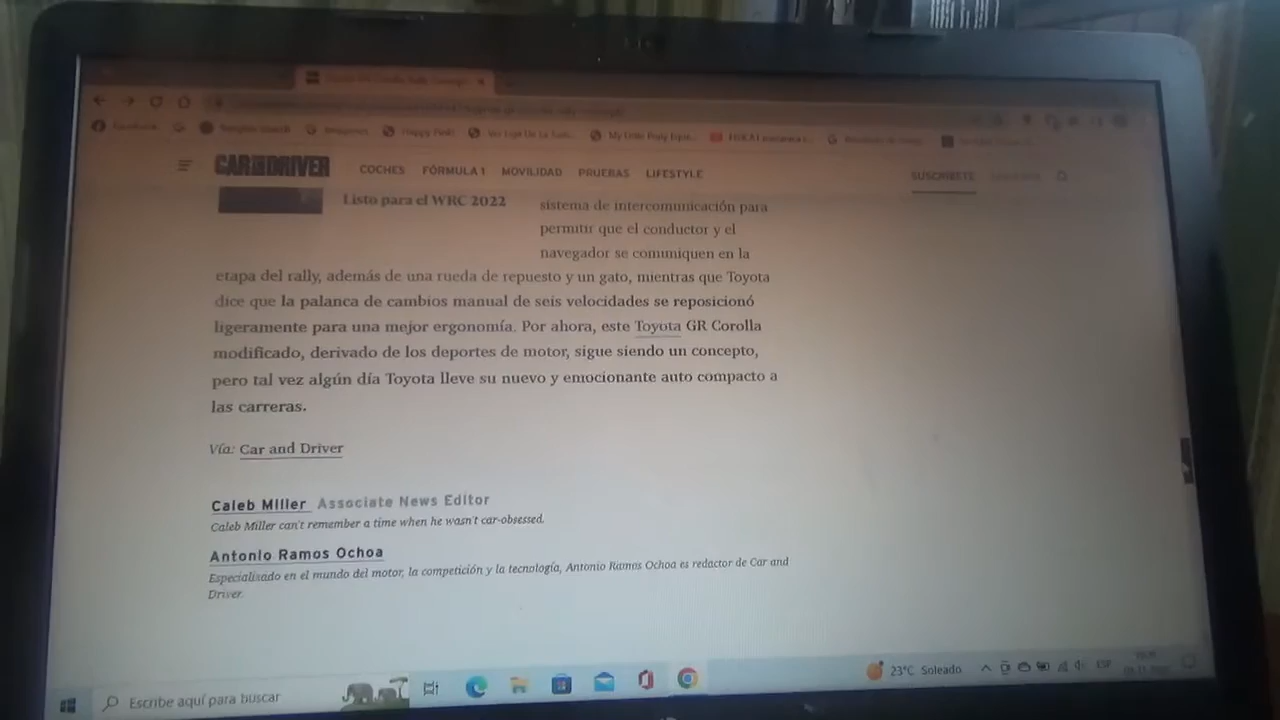 Facebook
Imágenes
CAR AND DRIVER
COCHES FÓRMULA 1 MOVILIDAD PRUEBAS LIFESTYLE
SUSCRÍBETE
Listo para el WRC 2022
sistema de intercomunicación para
permitir que el conductor y el
navegador se comuniquen en la
etapa del rally, además de una rueda de repuesto y un gato, mientras que Toyota
dice que la palanca de cambios manual de seis velocidades se reposicionó
ligeramente para una mejor ergonomía. Por ahora, este Toyota GR Corolla
modificado, derivado de los deportes de motor, sigue siendo un concepto,
pero tal vez algún día Toyota lleve su nuevo y emocionante auto compacto a
las carreras.
Vía: Car and Driver
Caleb Miller Associate News Editor
Caleb Miller can't remember a time when he wasn't car-obsessed.
Antonio Ramos Ochoa
Especialisado en el mundo del motor, la competición y la tecnología, Antonio Ramos Ochoa es redactor de Car and
Driver.
Escribe aquí para buscar
23°C Soleado
ESP